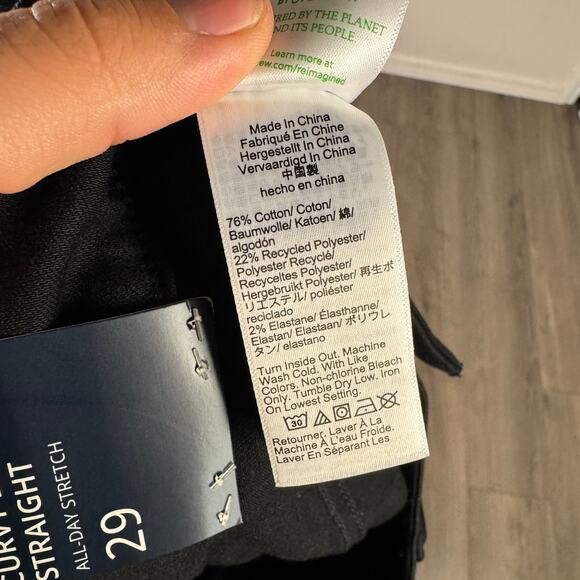 RED BY THE PLANET
ND ITS PEOPLE.
Learn more at
ew.com/reimagined
Made In China
Fabriqué En Chine
Hergestellt In China
Vervaardigd In China
中国製
hecho en china
76% Cotton/ Coton/
Baumwolle/ Katoen/ 綿/
algodón
22% Recycled Polyester/
Polyester Recyclé/
Recyceltes Polyester/
Hergebruikt Polyester/ 再生ポ
リエステル/ poliéster
reciclado
2% Elastane/ Élasthanne/
Elastan/ Elastaan/ ポリウレ
タン/ elastano
Turn Inside Out. Machine
Wash Cold. With Like
Colors. Non-chlorine Bleach
Only. Tumble Dry Low. Iron
On Lowest Setting.
30
Retourner. Laver À La
Machine À L'eau Froide.
Laver En Séparant Les
CURVY
STRAIGHT
ALL-DAY STRETCH
29